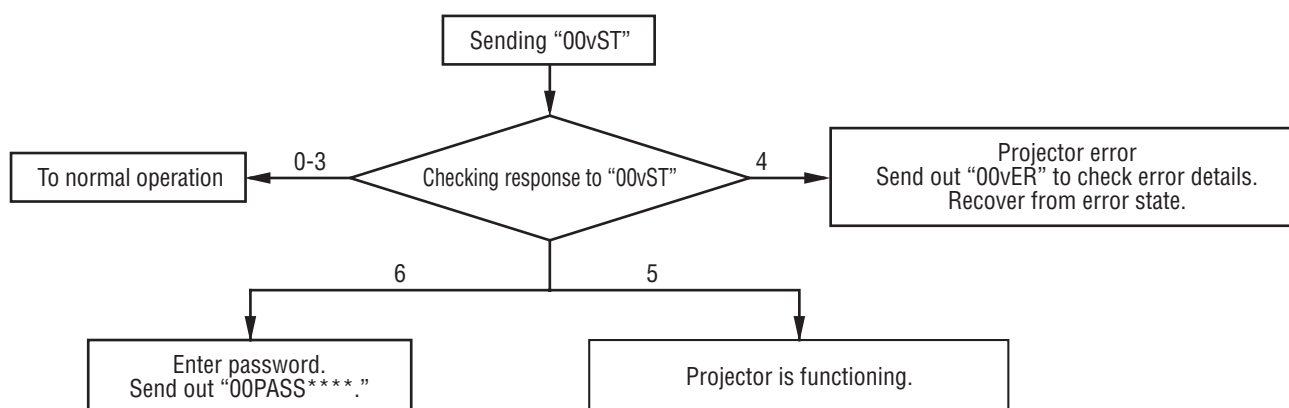 Sending “00vST”
0-3
To normal operation
Checking response to “00vST”
4
Projector error
Send out “00vER” to check error details.
Recover from error state.
6
5
Enter password.
Send out “00PASS****.”
Projector is functioning.